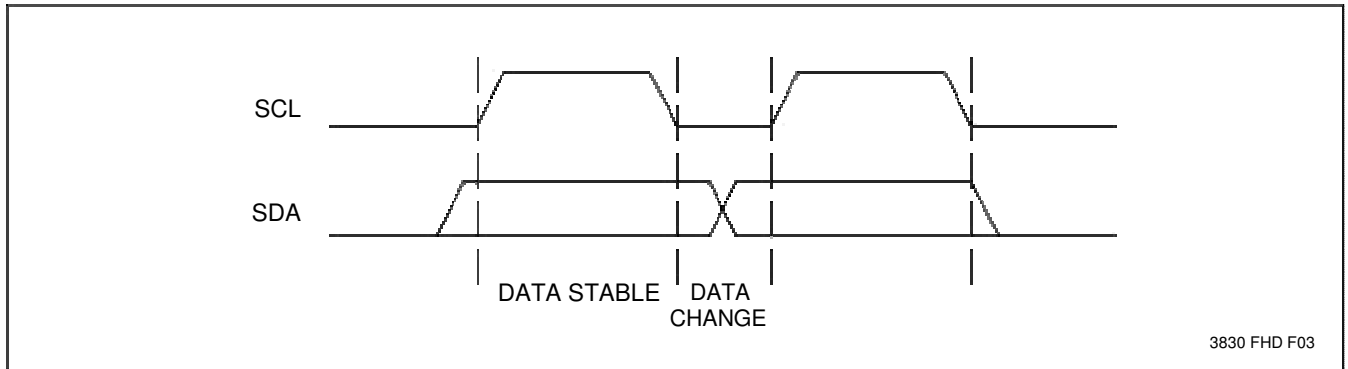 SCL
SDA
DATA STABLE
DATA
CHANGE
3830 FHD F03